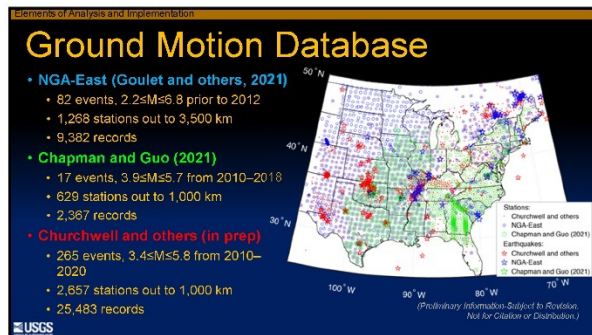 Elements of Analysis and Implementation
Ground Motion Database
• NGA-East (Goulet and others, 2021)
• 82 events, 2.2≤M≤6.8 prior to 2012
• 1,268 stations out to 3,500 km
• 9,382 records
• Chapman and Guo (2021)
• 17 events, 3.9≤M≤5.7 from 2010–2018
• 629 stations out to 1,000 km
• 2,367 records
• Churchwell and others (in prep)
• 265 events, 3.4≤M≤5.8 from 2010–
2020
• 2,657 stations out to 1,000 km
• 25,483 records
50°N
40°N
30°N
100°W
90°W
80°W
70°W
Stations:
Churchwell and others
NGA-East
Chapman and Guo (2021)
Earthquakes:
Churchwell and others
NGA-East
Chapman and Guo (2021)
(Preliminary Information-Subject to Revision.
Not for Citation or Distribution.)
USGS